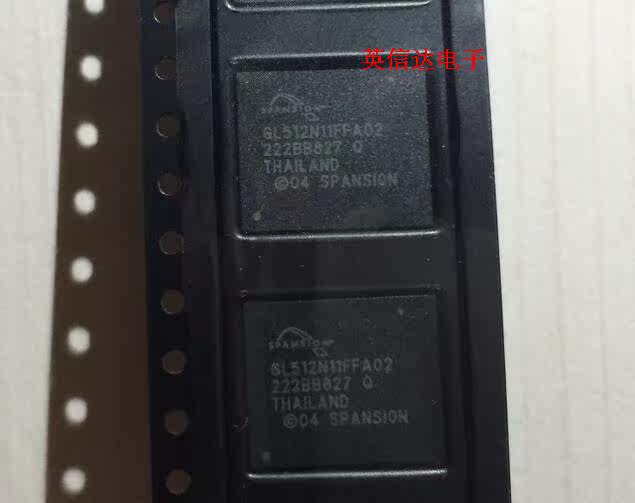 英信达电子
SPANSION
GL512N11FFA02
222BB827 Q
THAILAND
©04 SPANSION
SPANSION
GL512N11FFA02
222BB827 Q
THAILAND
©04 SPANSION